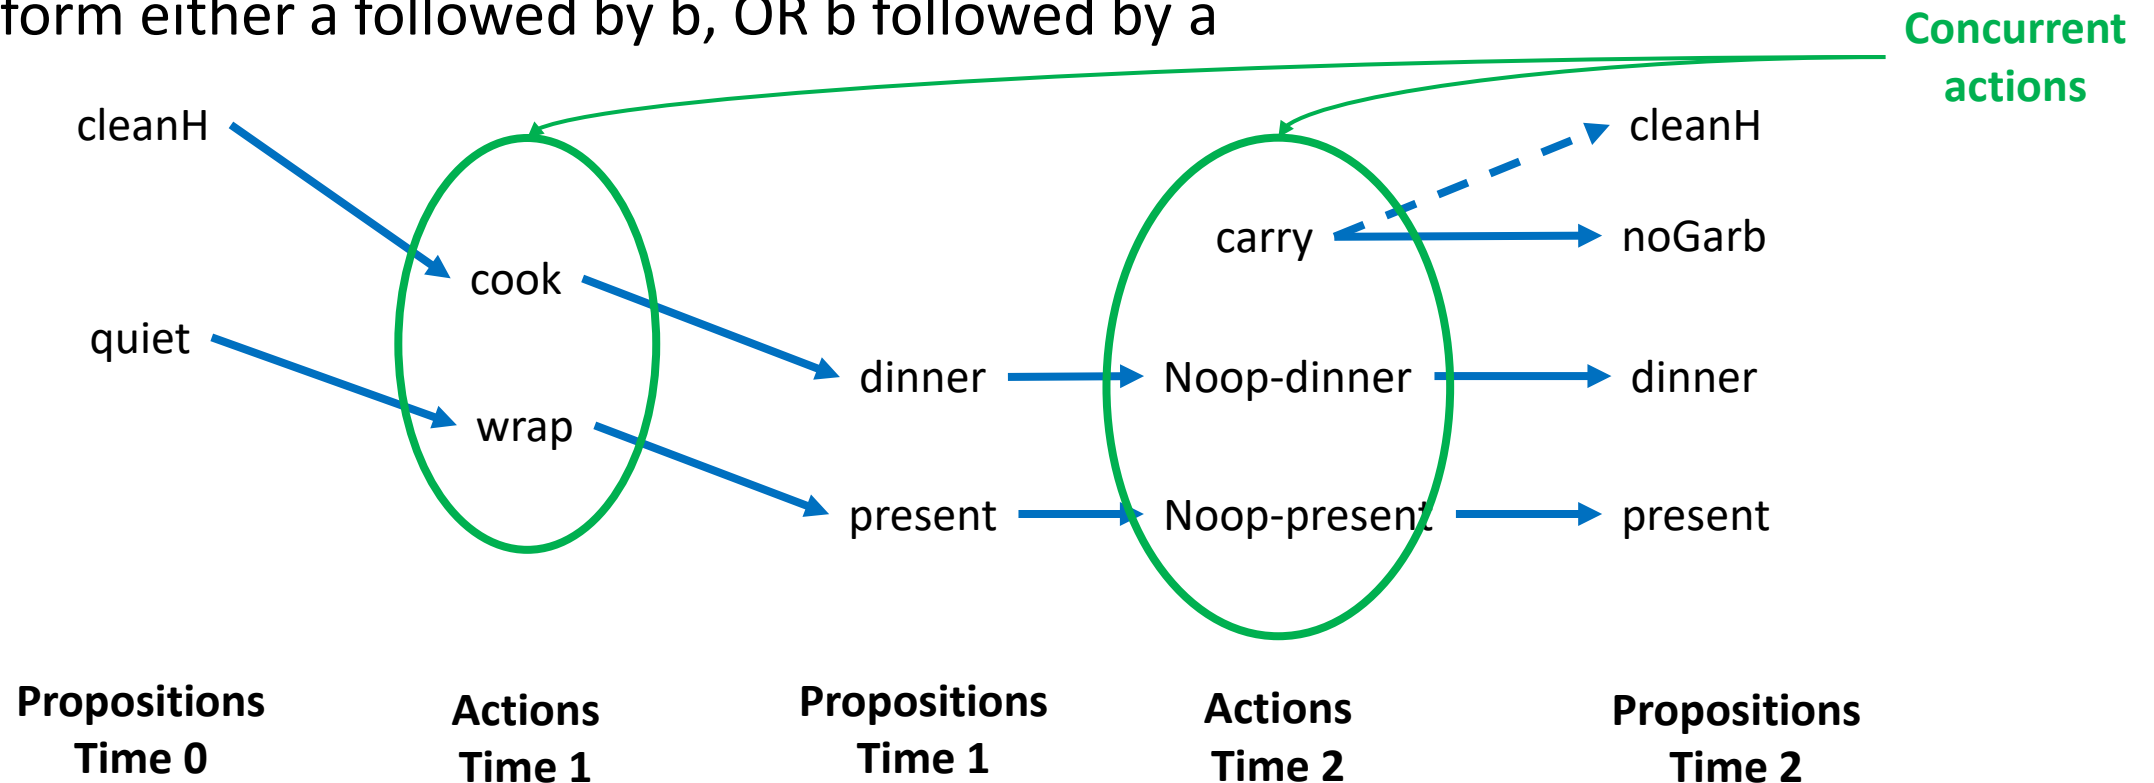 form either a followed by b, OR b followed by a
Concurrent
actions
cleanH
cleanH
carry
noGarb
cook
quiet
dinner
Noop-dinner
dinner
wrap
present
Noop-present
present
Propositions
Time 0
Actions
Time 1
Propositions
Time 1
Actions
Time 2
Propositions
Time 2